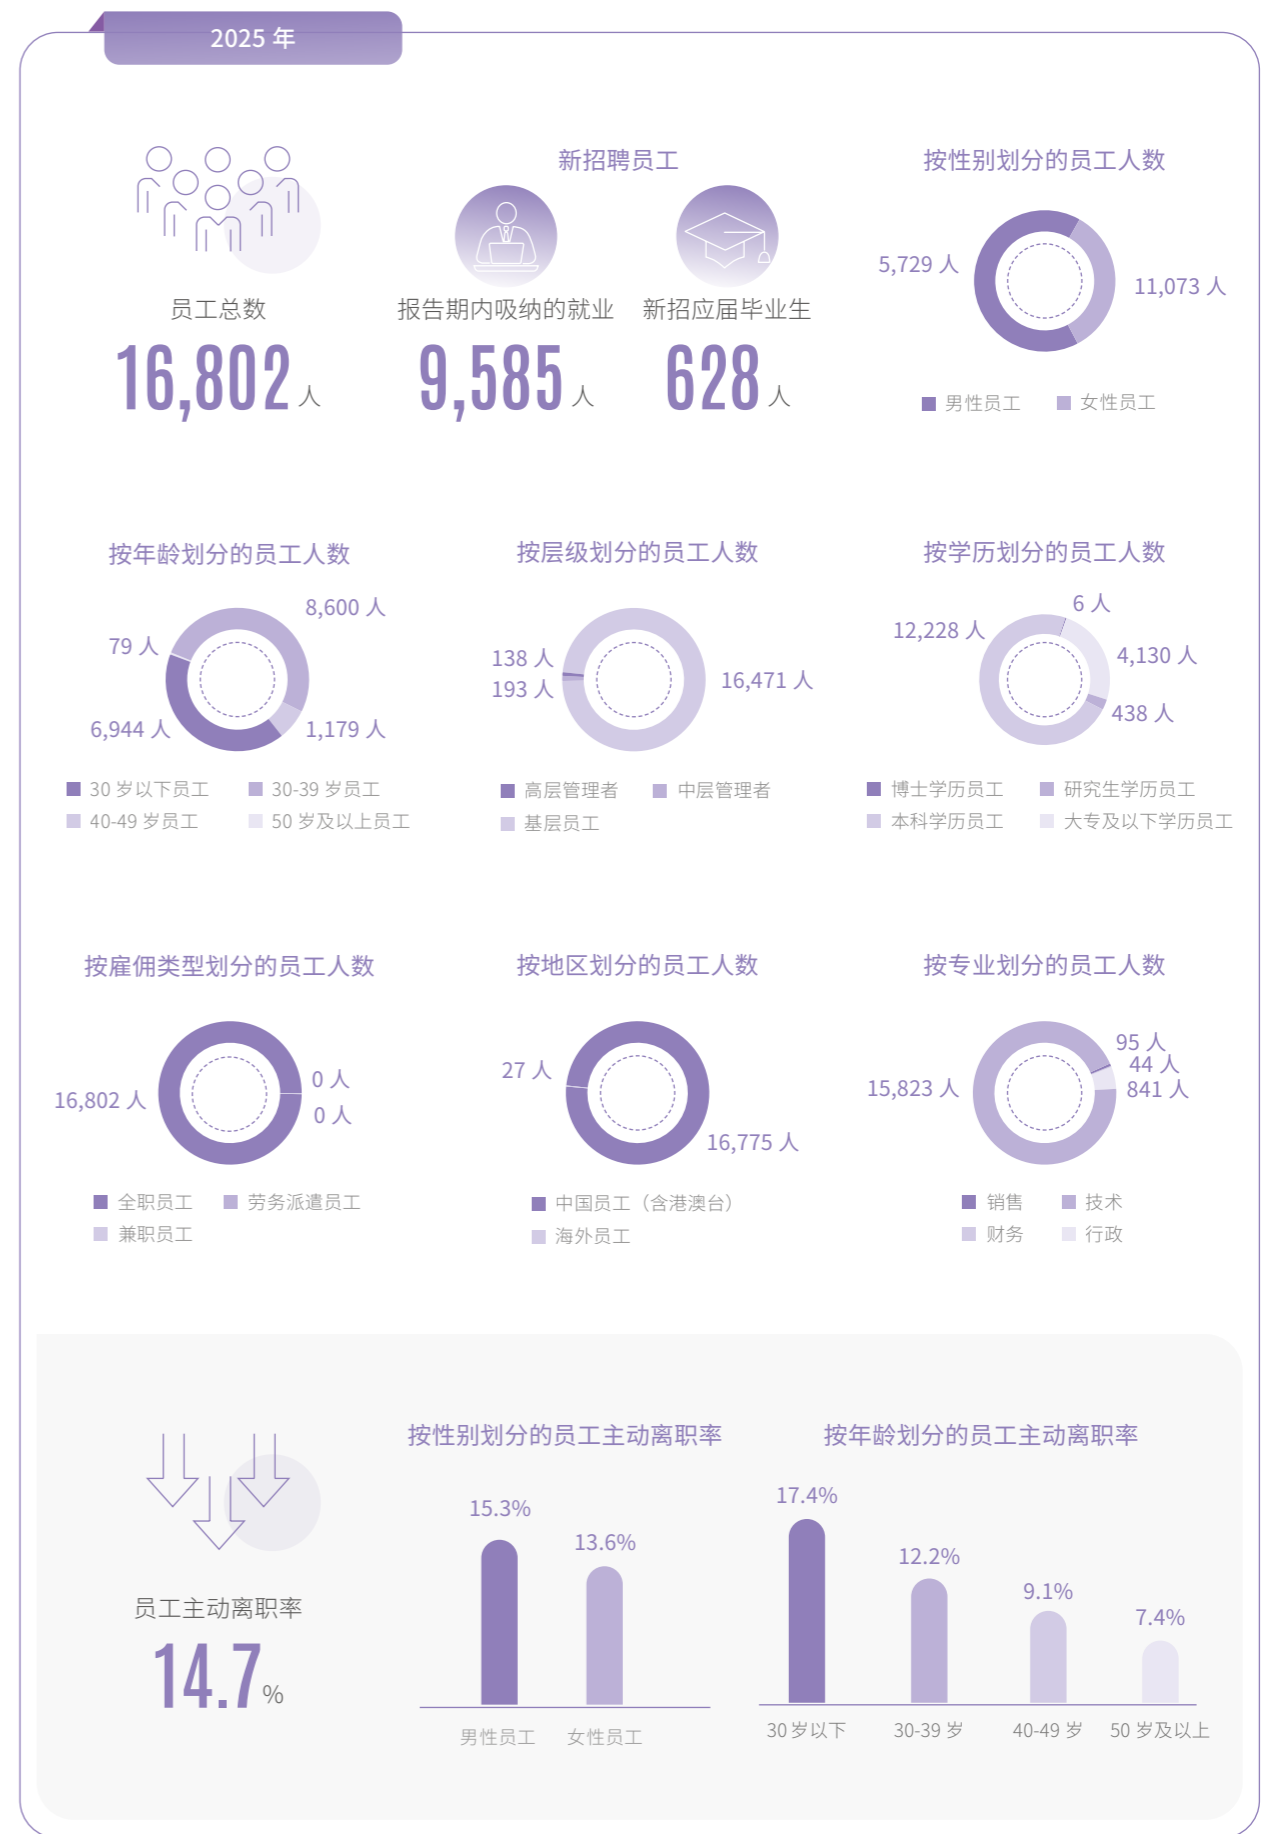 2025 年
员工总数
16,802 人
新招聘员工
报告期内吸纳的就业
9,585 人
新招应届毕业生
628 人
按性别划分的员工人数
5,729 人
11,073 人
男性员工
女性员工
按年龄划分的员工人数
8,600 人
79 人
6,944 人
1,179 人
30 岁以下员工
30-39 岁员工
40-49 岁员工
50 岁及以上员工
按层级划分的员工人数
138 人
193 人
16,471 人
高层管理者
中层管理者
基层员工
按学历划分的员工人数
6 人
12,228 人
4,130 人
438 人
博士学历员工
研究生学历员工
本科学历员工
大专及以下学历员工
按雇佣类型划分的员工人数
0 人
16,802 人
0 人
全职员工
劳务派遣员工
兼职员工
按地区划分的员工人数
27 人
16,775 人
中国员工（含港澳台）
海外员工
按专业划分的员工人数
95 人
44 人
15,823 人
841 人
销售
技术
财务
行政
员工主动离职率
14.7%
按性别划分的员工主动离职率
15.3%
13.6%
男性员工
女性员工
按年龄划分的员工主动离职率
17.4%
12.2%
9.1%
7.4%
30 岁以下
30-39 岁
40-49 岁
50 岁及以上